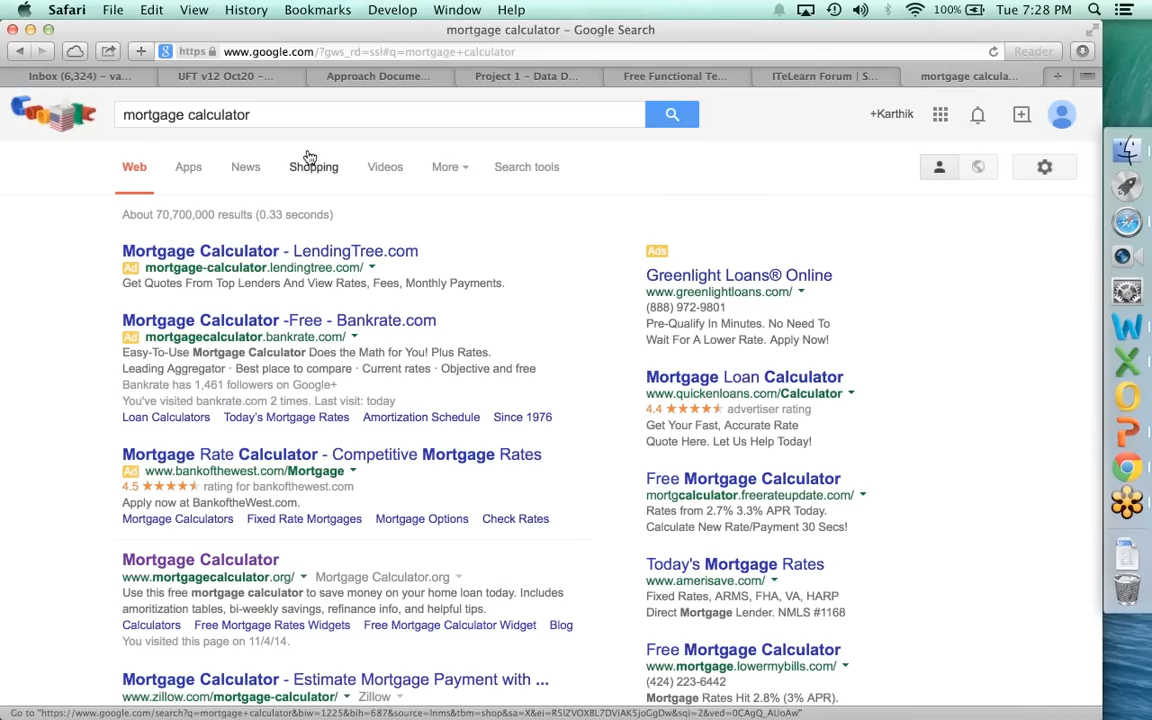 Safari File Edit View History Bookmarks Develop Window Help 100% Tue 7:28 PM
mortgage calculator - Google Search
https www.google.com/?gws_rd=ssl#q=mortgage+calculator Reader
Inbox (6,324) – va... UFT v12 Oct20 – ... Approach Docume... Project 1 – Data D... Free Functional Te... ITeLearn Forum | S... mortgage calcula...
mortgage calculator
+Karthik
Web Apps News Shopping Videos More Search tools
About 70,700,000 results (0.33 seconds)
Mortgage Calculator - LendingTree.com
Ad mortgage-calculator.lendingtree.com/
Get Quotes From Top Lenders And View Rates, Fees, Monthly Payments.
Mortgage Calculator -Free - Bankrate.com
Ad mortgagecalculator.bankrate.com/
Easy-To-Use Mortgage Calculator Does the Math for You! Plus Rates.
Leading Aggregator · Best place to compare · Current rates · Objective and free
Bankrate has 1,461 followers on Google+
You've visited bankrate.com 2 times. Last visit: today
Loan Calculators Today's Mortgage Rates Amortization Schedule Since 1976
Mortgage Rate Calculator - Competitive Mortgage Rates
Ad www.bankofthewest.com/Mortgage
4.5 ★★★★★ rating for bankofthewest.com
Apply now at BankoftheWest.com.
Mortgage Calculators Fixed Rate Mortgages Mortgage Options Check Rates
Mortgage Calculator
www.mortgagecalculator.org/ Mortgage Calculator.org
Use this free mortgage calculator to save money on your home loan today. Includes
amoritization tables, bi-weekly savings, refinance info, and helpful tips.
Calculators Free Mortgage Rates Widgets Free Mortgage Calculator Widget Blog
You visited this page on 11/4/14.
Mortgage Calculator - Estimate Mortgage Payment with ...
www.zillow.com/mortgage-calculator/ Zillow
Ads
Greenlight Loans® Online
www.greenlightloans.com/
(888) 972-9801
Pre-Qualify In Minutes. No Need To
Wait For A Lower Rate. Apply Now!
Mortgage Loan Calculator
www.quickenloans.com/Calculator
4.4 ★★★★★ advertiser rating
Get Your Fast, Accurate Rate
Quote Here. Let Us Help Today!
Free Mortgage Calculator
mortgcalculator.freerateupdate.com/
Rates from 2.7% 3.3% APR Today.
Calculate New Rate/Payment 30 Secs!
Today's Mortgage Rates
www.amerisave.com/
Fixed Rates, ARMS, FHA, VA, HARP
Direct Mortgage Lender. NMLS #1168
Free Mortgage Calculator
www.mortgage.lowermybills.com/
(424) 223-6442
Mortgage Rates Hit 2.8% (3% APR).